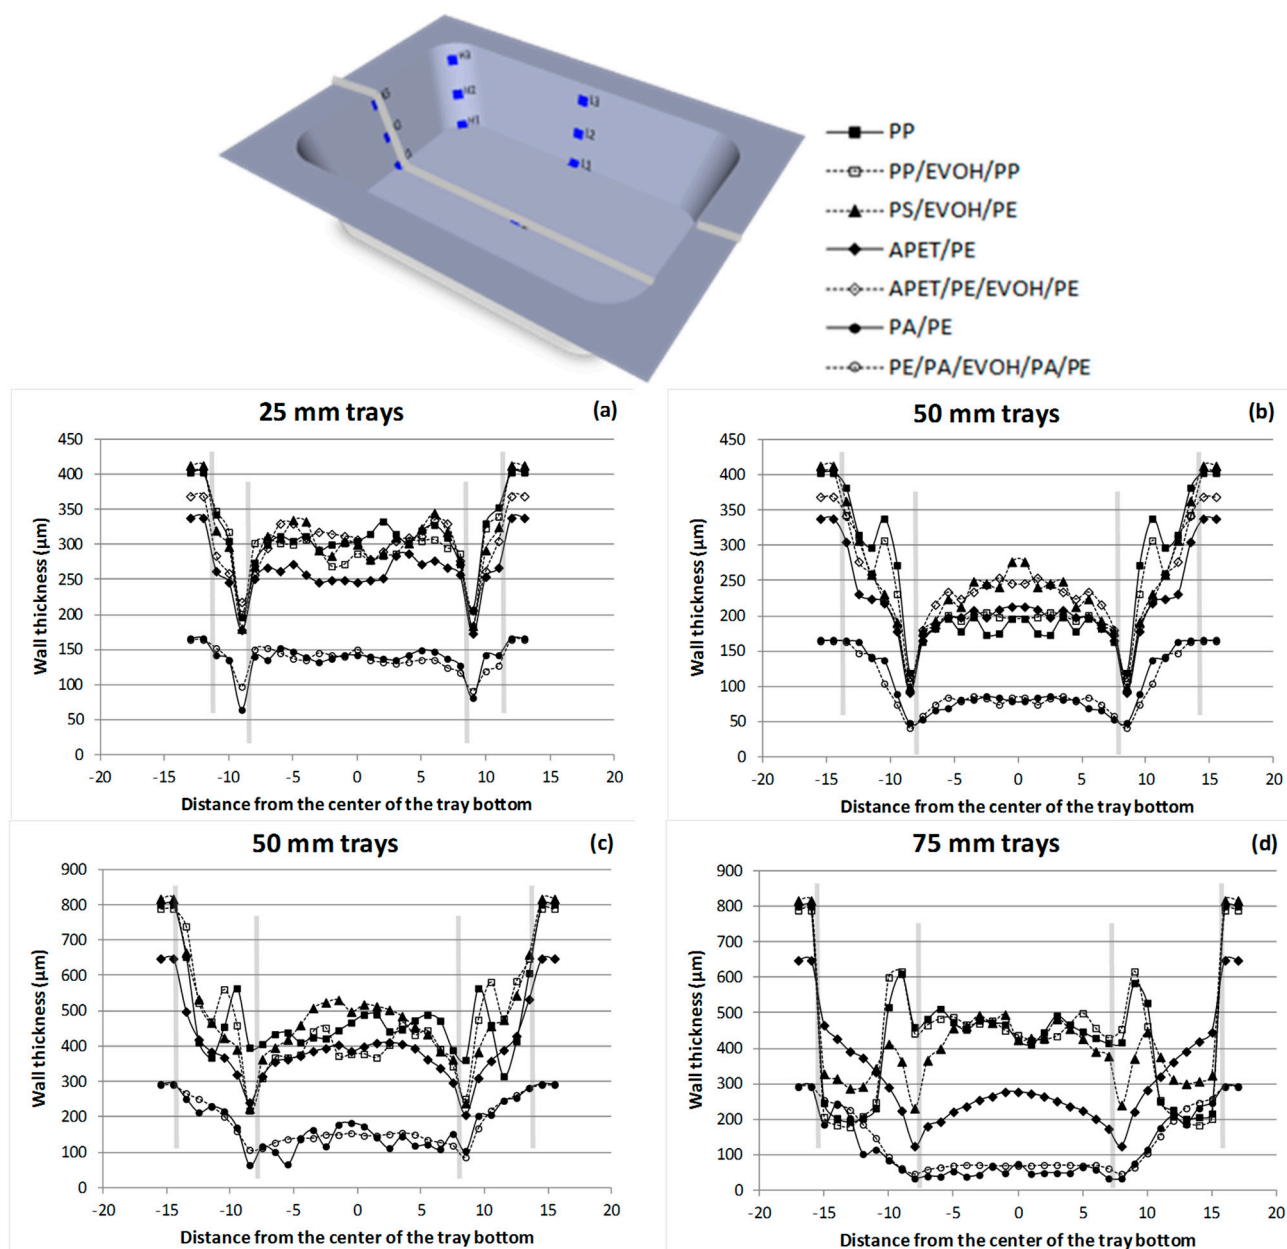 H3
H2
H1
I3
I2
I1
PP
PP/EVOH/PP
PS/EVOH/PE
APET/PE
APET/PE/EVOH/PE
PA/PE
PE/PA/EVOH/PA/PE
25 mm trays
(a)
Wall thickness (µm)
450
400
350
300
250
200
150
100
50
0
-20 -15 -10 -5 0 5 10 15 20
Distance from the center of the tray bottom
50 mm trays
(b)
Wall thickness (µm)
450
400
350
300
250
200
150
100
50
0
-20 -15 -10 -5 0 5 10 15 20
Distance from the center of the tray bottom
50 mm trays
(c)
Wall thickness (µm)
900
800
700
600
500
400
300
200
100
0
-20 -15 -10 -5 0 5 10 15 20
Distance from the center of the tray bottom
75 mm trays
(d)
Wall thickness (µm)
900
800
700
600
500
400
300
200
100
0
-20 -15 -10 -5 0 5 10 15 20
Distance from the center of the tray bottom